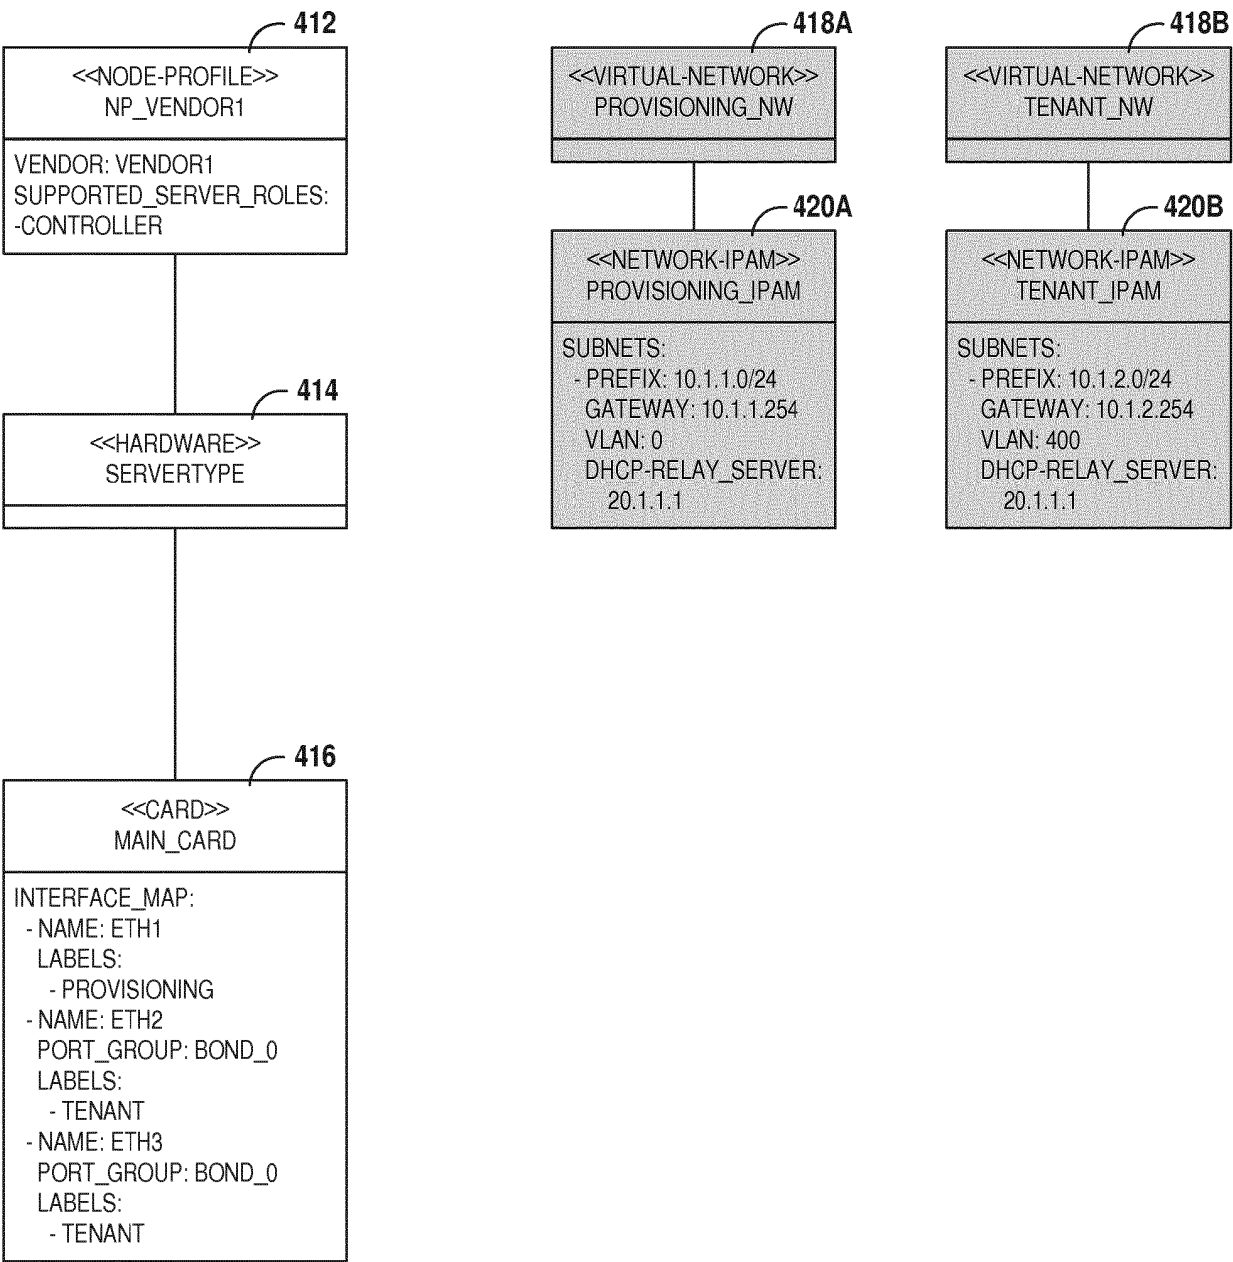 412
<<NODE-PROFILE>>
NP_VENDOR1
VENDOR: VENDOR1
SUPPORTED_SERVER_ROLES:
-CONTROLLER
414
<<HARDWARE>>
SERVERTYPE
416
<<CARD>>
MAIN_CARD
INTERFACE_MAP:
- NAME: ETH1
LABELS:
- PROVISIONING
- NAME: ETH2
PORT_GROUP: BOND_0
LABELS:
- TENANT
- NAME: ETH3
PORT_GROUP: BOND_0
LABELS:
- TENANT
418A
<<VIRTUAL-NETWORK>>
PROVISIONING_NW
420A
<<NETWORK-IPAM>>
PROVISIONING_IPAM
SUBNETS:
- PREFIX: 10.1.1.0/24
GATEWAY: 10.1.1.254
VLAN: 0
DHCP-RELAY_SERVER:
20.1.1.1
418B
<<VIRTUAL-NETWORK>>
TENANT_NW
420B
<<NETWORK-IPAM>>
TENANT_IPAM
SUBNETS:
- PREFIX: 10.1.2.0/24
GATEWAY: 10.1.2.254
VLAN: 400
DHCP-RELAY_SERVER:
20.1.1.1